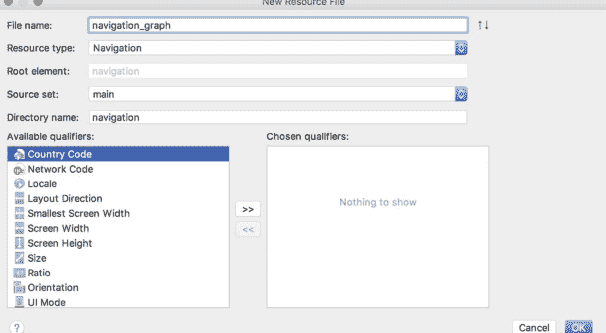 New Resource File
File name: navigation_graph
Resource type: Navigation
Root element: navigation
Source set: main
Directory name: navigation
Available qualifiers: Chosen qualifiers:
Country Code
Network Code
Locale
Layout Direction
Smallest Screen Width
Screen Width
Screen Height
Size
Ratio
Orientation
UI Mode
>>
<<
Nothing to show
?
Cancel OK